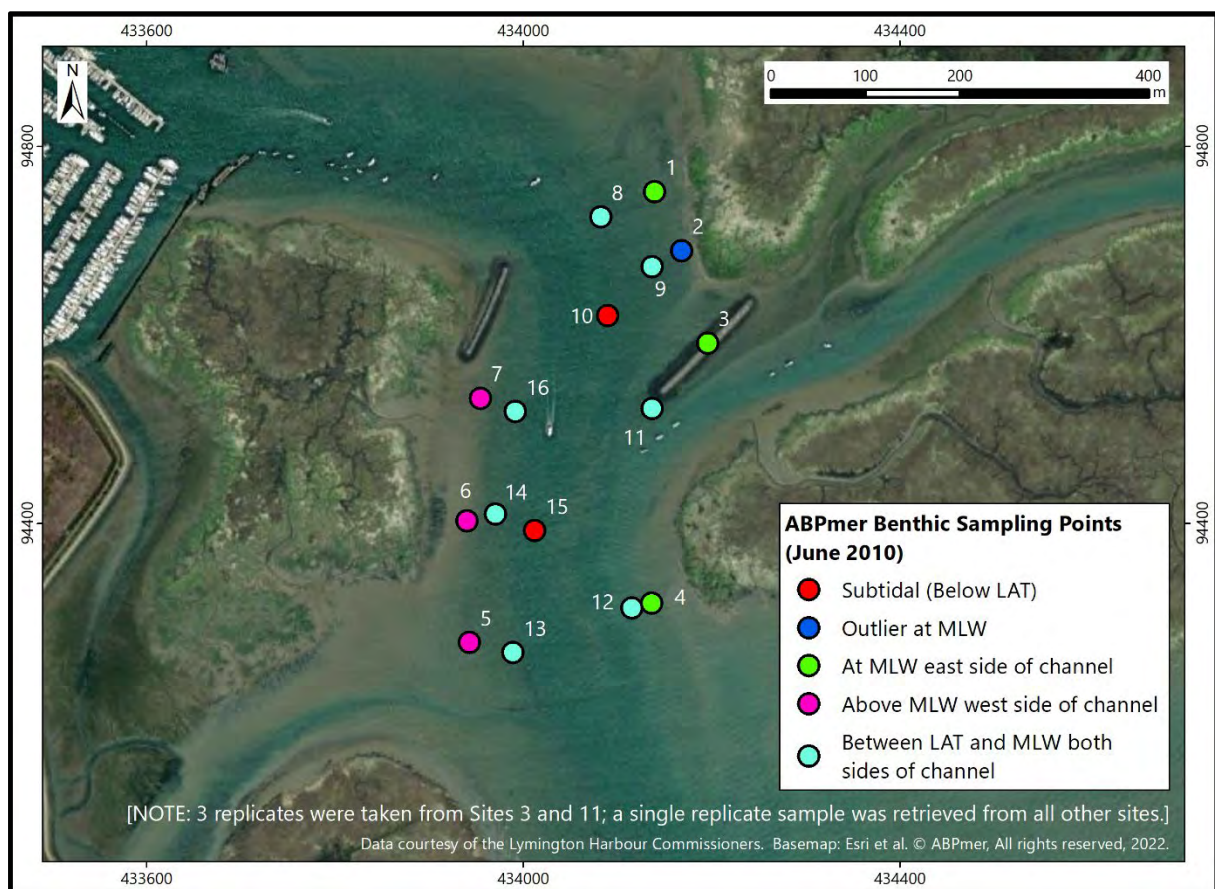 433600 434000 434400
N
0 100 200 400
m
94800 94800
1
8
2
9
10
3
7
16
11
6
14
15
94400 94400
12
4
5
13
ABPmer Benthic Sampling Points
(June 2010)
Subtidal (Below LAT)
Outlier at MLW
At MLW east side of channel
Above MLW west side of channel
Between LAT and MLW both
sides of channel
[NOTE: 3 replicates were taken from Sites 3 and 11; a single replicate sample was retrieved from all other sites.]
Data courtesy of the Lymington Harbour Commissioners. Basemap: Esri et al. © ABPmer, All rights reserved, 2022.
433600 434000 434400